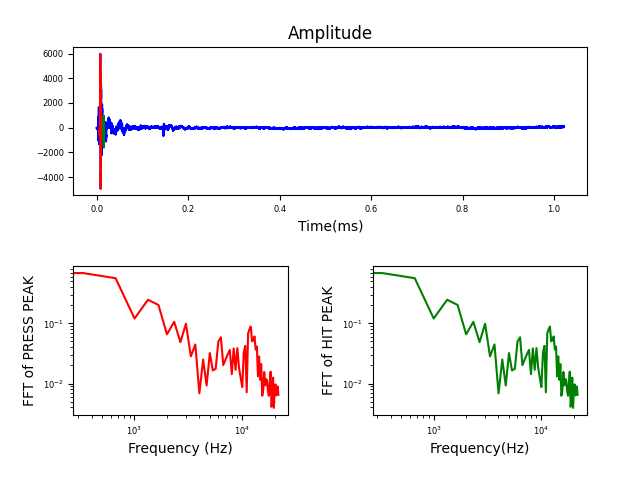 Amplitude
6000
4000
2000
0
−2000
−4000
0.0 0.2 0.4 0.6 0.8 1.0
Time(ms)
FFT of PRESS PEAK
10⁻¹
10⁻²
10³ 10⁴
Frequency (Hz)
FFT of HIT PEAK
10⁻¹
10⁻²
10³ 10⁴
Frequency(Hz)